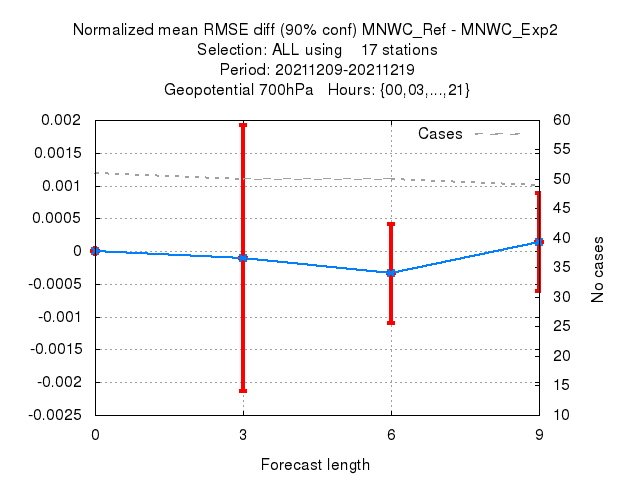 Normalized mean RMSE diff (90% conf) MNWC_Ref - MNWC_Exp2
Selection: ALL using 17 stations
Period: 20211209-20211219
Geopotential 700hPa Hours: {00,03,...,21}
Cases
0.002
0.0015
0.001
0.0005
0
-0.0005
-0.001
-0.0015
-0.002
-0.0025
60
55
50
45
40
35
30
25
20
15
10
No cases
0 3 6 9
Forecast length